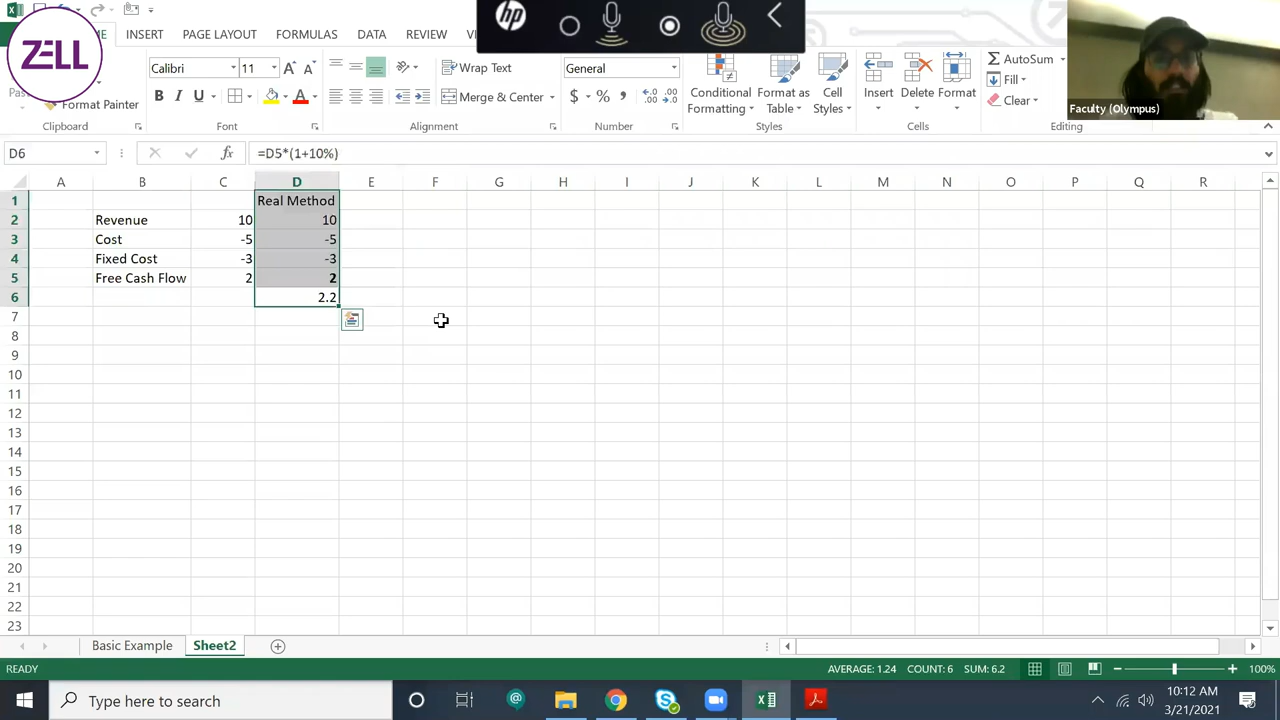 ZELL
hp
Faculty (Olympus)
INSERT
PAGE LAYOUT
FORMULAS
DATA
REVIEW
Format Painter
Clipboard
Calibri
11
Font
Wrap Text
Merge & Center
Alignment
General
Number
Conditional Formatting
Format as Table
Cell Styles
Styles
Insert
Delete
Format
Cells
AutoSum
Fill
Clear
Editing
D6
=D5*(1+10%)
A B C D E F G H I J K L M N O P Q R
1 Real Method
2 Revenue 10 10
3 Cost -5 -5
4 Fixed Cost -3 -3
5 Free Cash Flow 2 2
6 2.2
7
8
9
10
11
12
13
14
15
16
17
18
19
20
21
22
23
Basic Example
Sheet2
READY
AVERAGE: 1.24 COUNT: 6 SUM: 6.2
100%
Type here to search
10:12 AM
3/21/2021